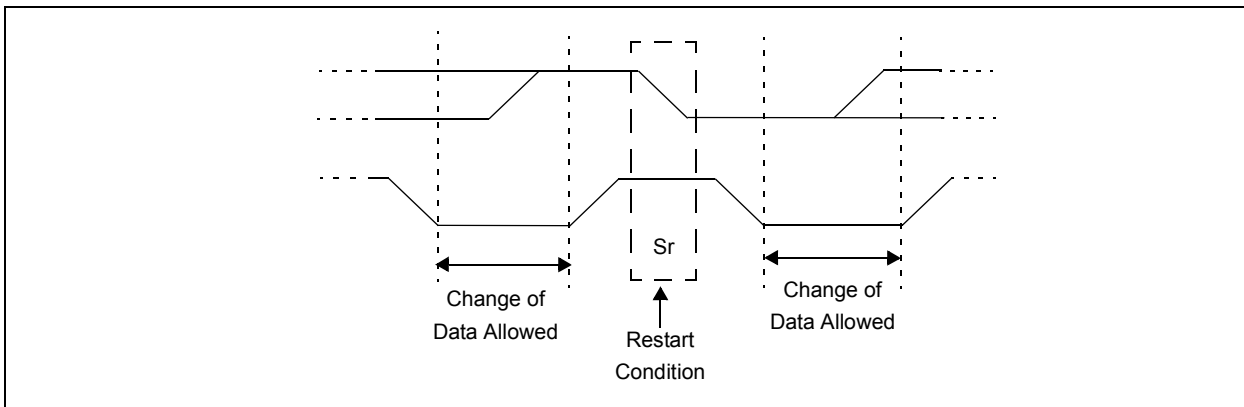 Sr
Change of
Data Allowed
Restart
Condition
Change of
Data Allowed